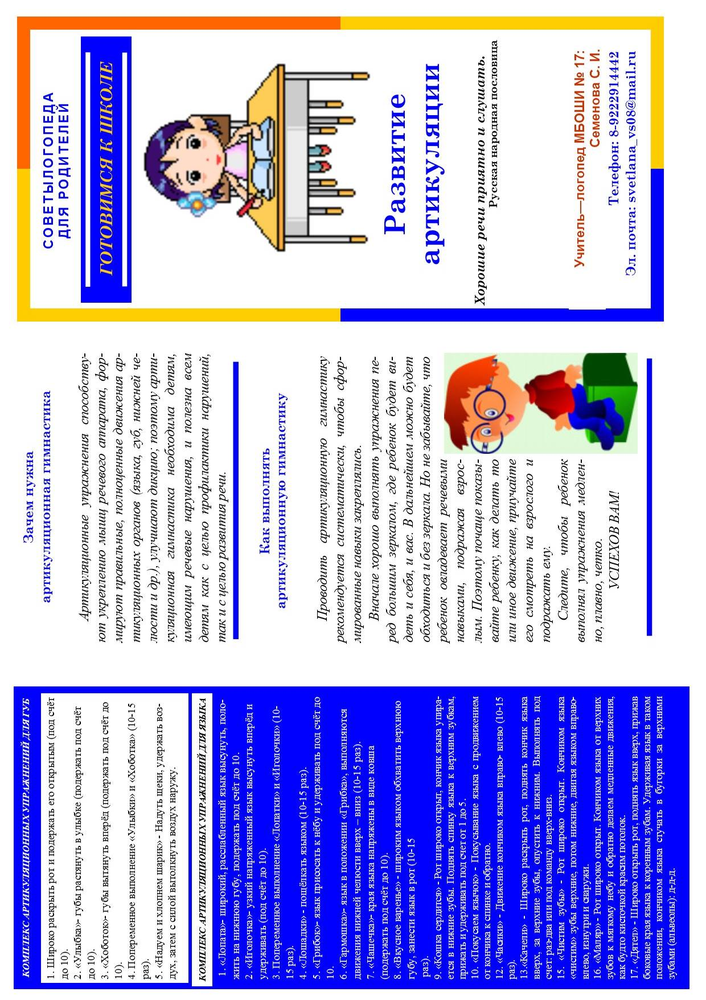 КОМПЛЕКС АРТИКУЛЯЦИОННЫХ УПРАЖНЕНИЙ ДЛЯ ГУБ
1. Широко раскрыть рот и подержать его открытым (под счёт
до 10).
2. «Улыбка»- губы растянуть в улыбке (подержать под счёт
до 10).
3. «Хоботок»- губы вытянуть вперёд (подержать под счёт до
10).
4. Попеременное выполнение «Улыбки» и «Хоботка» (10-15
раз).
5. «Надуем и хлопнем шарик» - Надуть щеки, удержать воз-
дух, затем с силой вытолкнуть воздух наружу.
КОМПЛЕКС АРТИКУЛЯЦИОННЫХ УПРАЖНЕНИЙ ДЛЯ ЯЗЫКА
1. «Лопата»- широкий, расслабленный язык высунуть, поло-
жить на нижнюю губу, подержать под счёт до 10.
2. «Иголочка»- узкий напряженный язык высунуть вперёд и
удерживать (под счёт до 10).
3. Попеременное выполнение «Лопатки» и «Иголочки» (10-
15 раз).
4. «Лошадки» - пощёлкать языком (10-15 раз).
5. «Грибок»- язык присосать к нёбу и удерживать под счёт до
10.
6. «Гармошка»- язык в положении «Грибка», выполняются
движения нижней челюсти вверх – вниз (10-15 раз).
7. «Чашечка»- края языка напряжены в виде ковша
(подержать под счёт до 10).
8. «Вкусное варенье» - широким языком обхватить верхнюю
губу, занести язык в рот (10-15
раз).
9. «Кошка сердится» - Рот широко открыт, кончик языка упира-
ется в нижние зубы. Поднять спинку языка к верхним зубкам,
прижать и удерживать под счет от 1 до 5.
10. «Покусаем язычок» - Покусывание языка с продвижением
от кончика к спинке и обратно.
12. «Часики» - Движение кончиком языка вправо- влево (10-15
раз).
13.«Качели» - Широко раскрыть рот, поднять кончик языка
вверх, за верхние зубы, опустить к нижним. Выполнять под
счет: раз-два или под команду вверх-вниз.
15. «Чистим зубы» - Рот широко открыт. Кончиком языка
«чистим» зубы верхние, потом нижние, двигая языком вправо-
влево, изнутри и снаружи.
16. «Маляр» - Рот широко открыт. Кончиком языка от верхних
зубов к мягкому небу и обратно делаем медленные движения,
как будто кисточкой красим потолок.
17. «Дятел» - Широко открыть рот, поднять язык вверх, прижав
боковые края языка к коренным зубам. Удерживая язык в таком
положении, кончиком языка стучать в бугорки за верхними
зубами (альвеолы): д-д-д.
Зачем нужна
артикуляционная гимнастика
Артикуляционные упражнения способству-
ют укреплению мышц речевого аппарата, фор-
мируют правильные, полноценные движения ар-
тикуляционных органов (языка, губ, нижней че-
люсти и др.), улучшают дикцию; поэтому арти-
куляционная гимнастика необходима детям,
имеющим речевые нарушения, и полезна всем
детям как с целью профилактики нарушений,
так и с целью развития речи.
Как выполнять
артикуляционную гимнастику
Проводить артикуляционную гимнастику
рекомендуется систематически, чтобы сфор-
мированные навыки закреплялись.
Вначале хорошо выполнять упражнения пе-
ред большим зеркалом, где ребенок будет ви-
деть и себя, и вас. В дальнейшем можно будет
обходиться и без зеркала. Но не забывайте, что
ребенок овладевает речевыми
навыками, подражая взрос-
лым. Поэтому почаще показы-
вайте ребенку, как делать то
или иное движение, приучайте
его смотреть на взрослого и
подражать ему.
Следите, чтобы ребенок
выполнял упражнения медлен-
но, плавно, четко.
УСПЕХОВ ВАМ!
СОВЕТЫЛОГОПЕДА
ДЛЯ РОДИТЕЛЕЙ
ГОТОВИМСЯ К ШКОЛЕ
Развитие
артикуляции
Хорошие речи приятно и слушать.
Русская народная пословица
Учитель—логопед МБОШИ № 17:
Семенова С. И.
Телефон: 8-9222914442
Эл. почта: svetlana_vs08@mail.ru